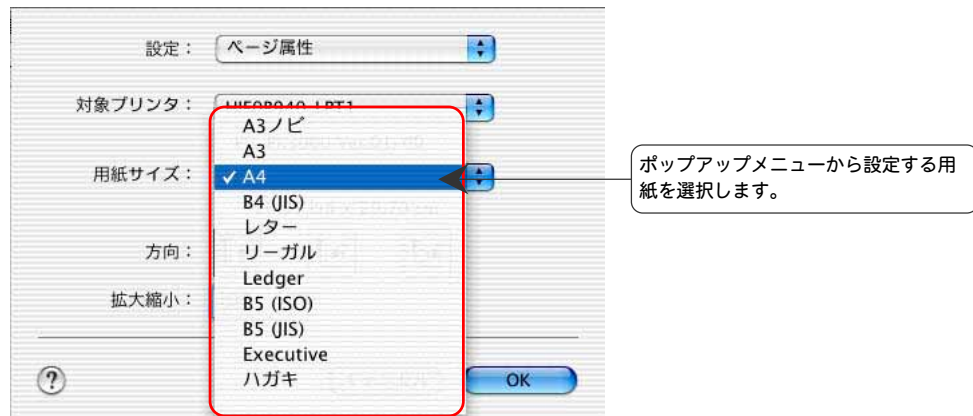 設定：
ページ属性
対象プリンタ：
A3ノビ
A3
用紙サイズ：
✓ A4
ポップアップメニューから設定する用
紙を選択します。
B4 (JIS)
レター
方向：
リーガル
Ledger
拡大縮小：
B5 (ISO)
B5 (JIS)
Executive
ハガキ
?
OK